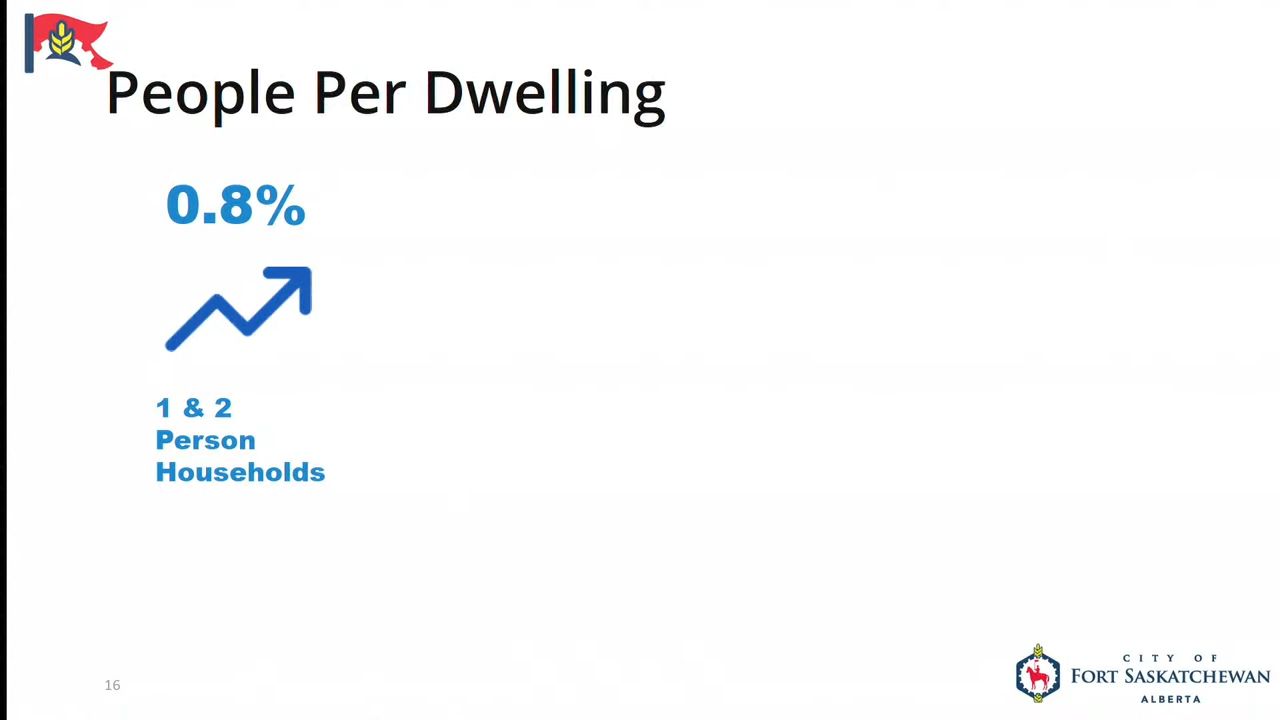 People Per Dwelling
0.8%
1 & 2
Person
Households
16
CITY OF
FORT SASKATCHEWAN
ALBERTA